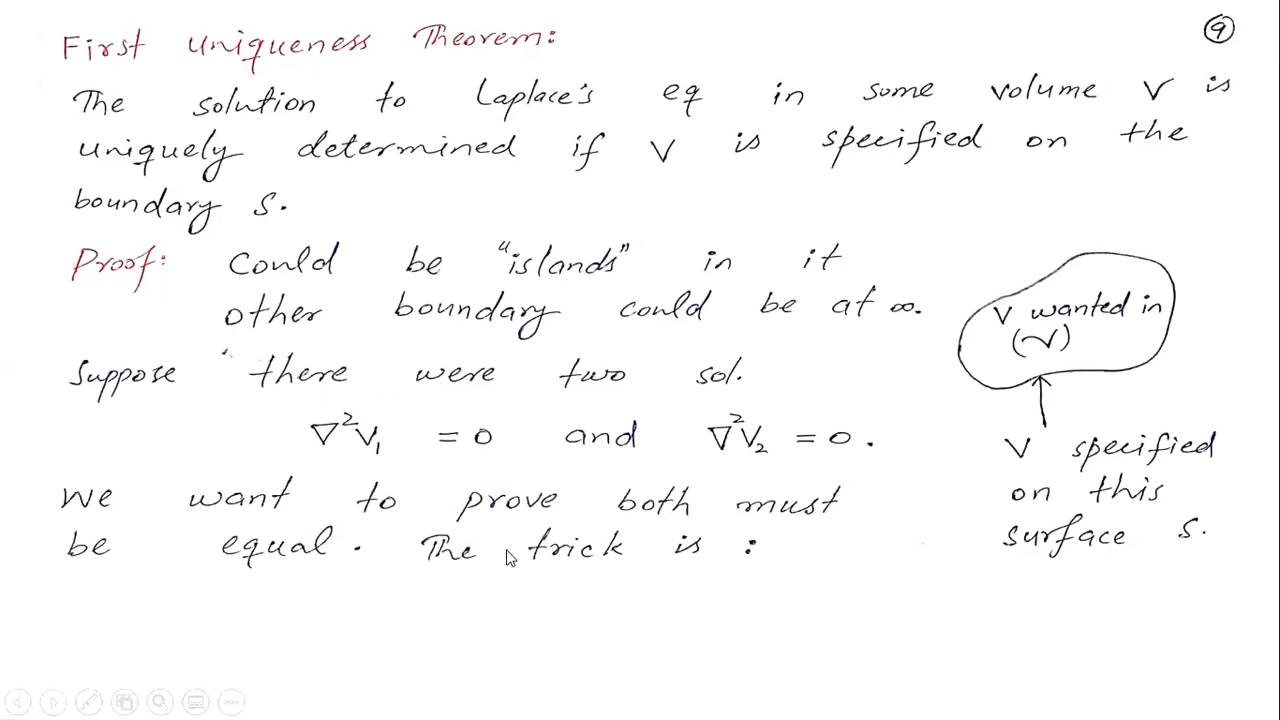 ⑨
First Uniqueness Theorem:
The solution to Laplace's eq in some volume V is
uniquely determined if V is specified on the
boundary S.
Proof: Could be "islands" in it
other boundary could be at ∞.
Suppose there were two sol.
∇²V₁ = 0 and ∇²V₂ = 0.
We want to prove both must
be equal. The trick is :
V wanted in
(V)
V specified
on this
surface S.